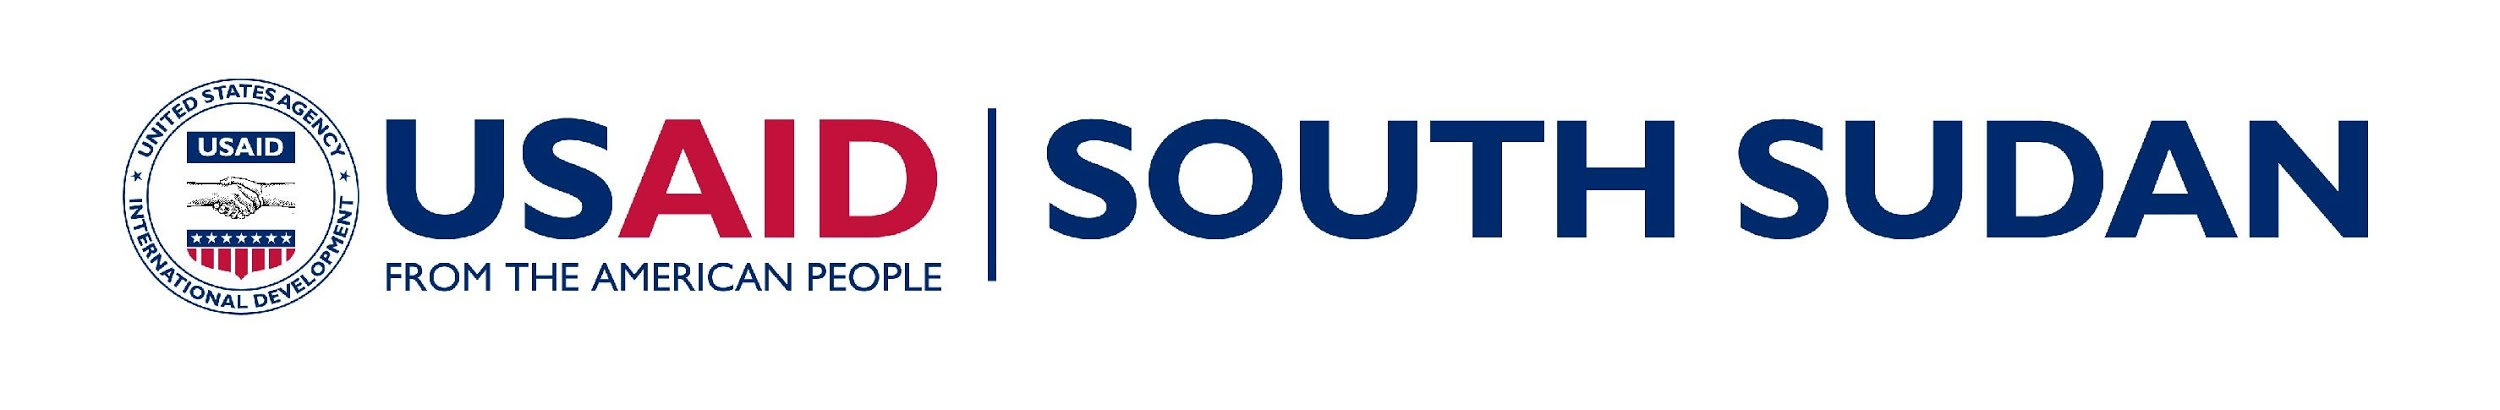 UNITED STATES AGENCY
USAID
INTERNATIONAL DEVELOPMENT
USAID
FROM THE AMERICAN PEOPLE
SOUTH SUDAN